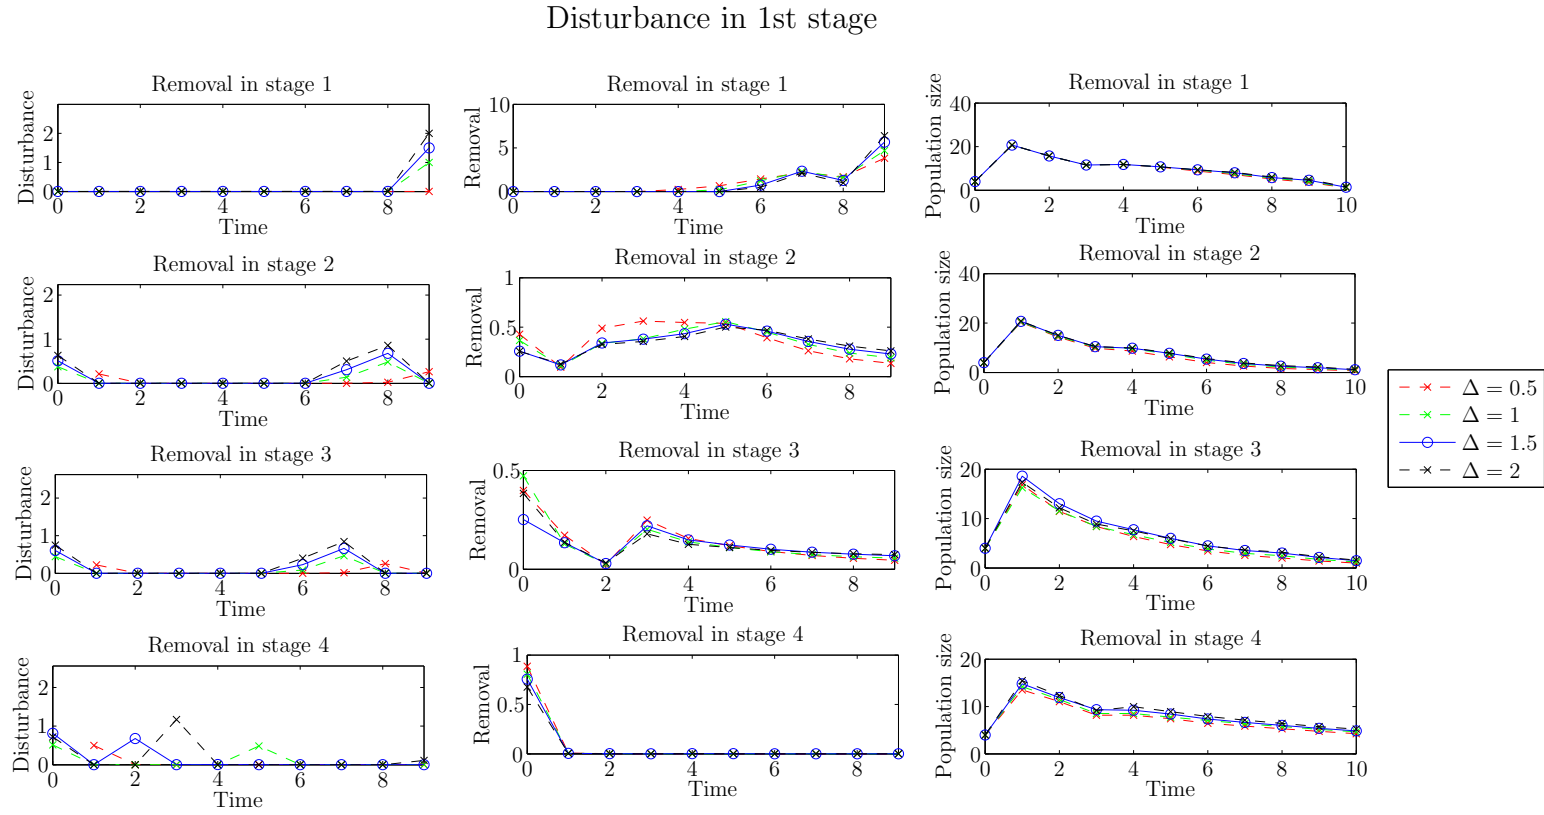 Disturbance in 1st stage
Removal in stage 1
Disturbance
2
1
0
0 2 4 6 8
Time
Removal in stage 1
Removal
10
5
0
0 2 4 6 8
Time
Removal in stage 1
Population size
40
20
0
0 2 4 6 8 10
Time
Removal in stage 2
Disturbance
2
1
0
0 2 4 6 8
Time
Removal in stage 2
Removal
1
0.5
0
0 2 4 6 8
Time
Removal in stage 2
Population size
40
20
0
0 2 4 6 8 10
Time
Δ = 0.5
Δ = 1
Δ = 1.5
Δ = 2
Removal in stage 3
Disturbance
2
1
0
0 2 4 6 8
Time
Removal in stage 3
Removal
0.5
0
0 2 4 6 8
Time
Removal in stage 3
Population size
20
10
0
0 2 4 6 8 10
Time
Removal in stage 4
Disturbance
2
1
0
0 2 4 6 8
Time
Removal in stage 4
Removal
1
0.5
0
0 2 4 6 8
Time
Removal in stage 4
Population size
20
10
0
0 2 4 6 8 10
Time